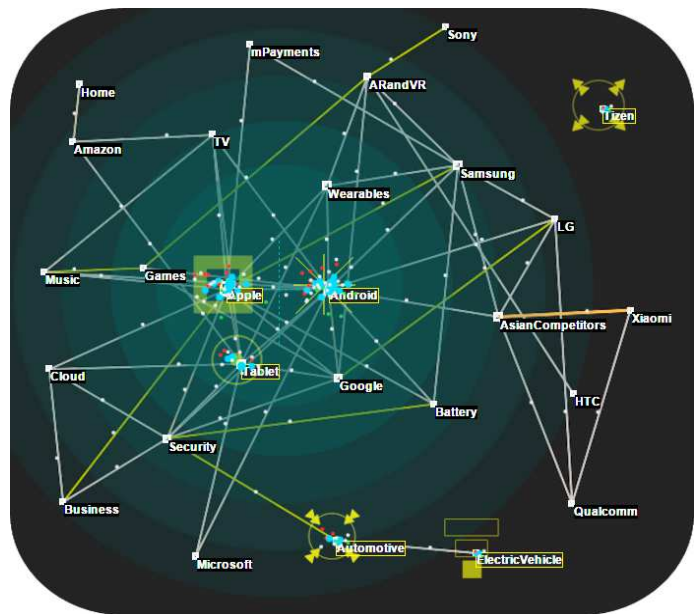 Sony
mPayments
ARandVR
Home
Tizen
Amazon
TV
Samsung
Wearables
LG
Music
Games
Apple
Android
AsianCompetitors
Xiaomi
Cloud
Tablet
Google
HTC
Battery
Security
Business
Qualcomm
Automotive
Microsoft
ElectricVehicle